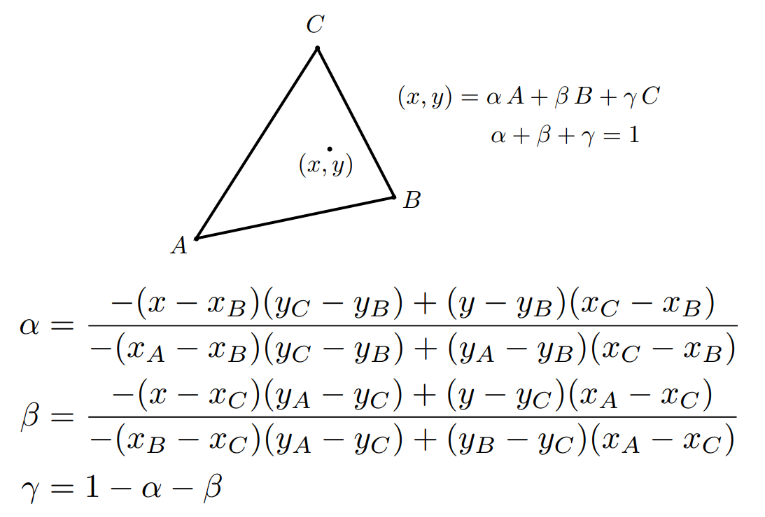 C
(x, y) = α A + β B + γ C
α + β + γ = 1
(x, y)
B
A
α = −(x − x_B)(y_C − y_B) + (y − y_B)(x_C − x_B) / −(x_A − x_B)(y_C − y_B) + (y_A − y_B)(x_C − x_B)
β = −(x − x_C)(y_A − y_C) + (y − y_C)(x_A − x_C) / −(x_B − x_C)(y_A − y_C) + (y_B − y_C)(x_A − x_C)
γ = 1 − α − β